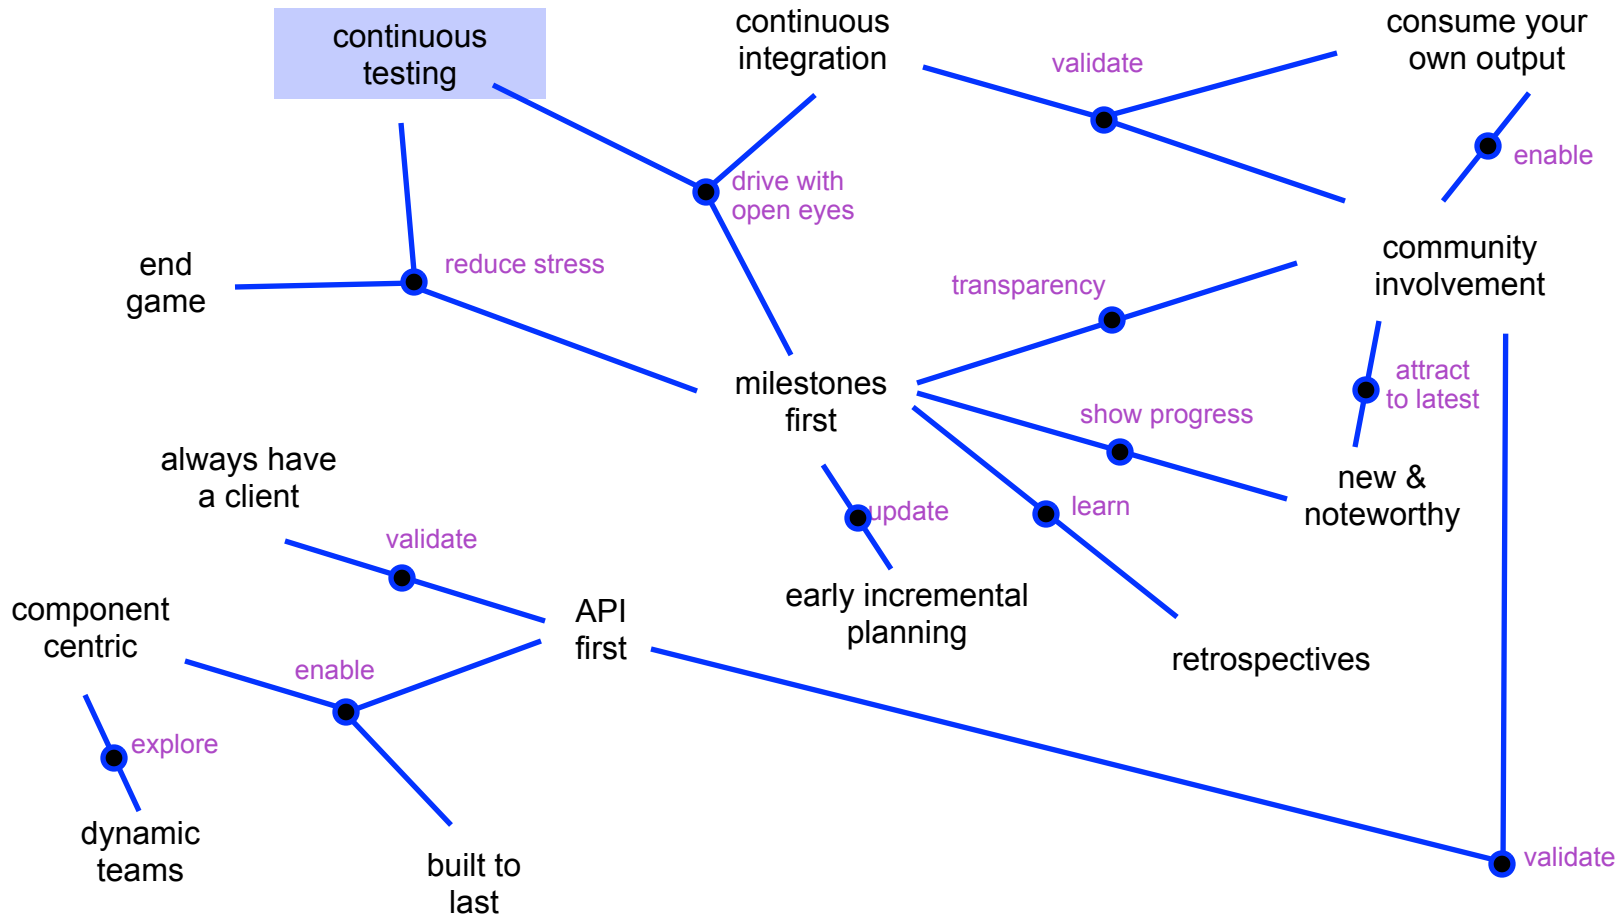 continuous
testing
continuous
integration
consume your
own output
validate
enable
drive with
open eyes
end
game
reduce stress
community
involvement
transparency
milestones
first
attract
to latest
show progress
always have
a client
new &
noteworthy
update
learn
validate
component
centric
API
first
early incremental
planning
retrospectives
enable
explore
dynamic
teams
built to
last
validate